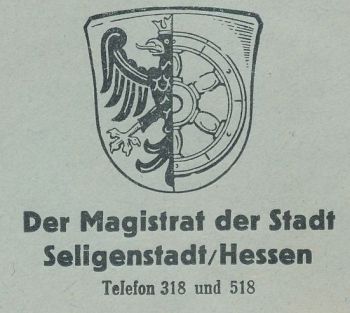 Der Magistrat der Stadt
Seligenstadt/Hessen
Telefon 318 und 518